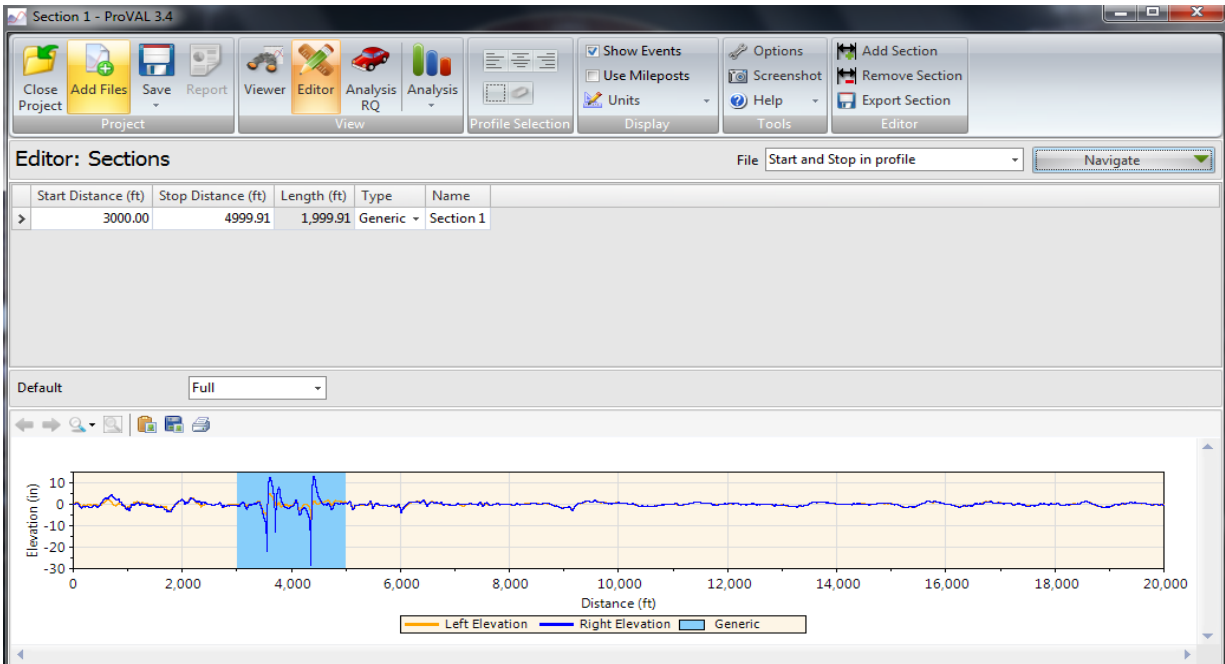 Section 1 - ProVAL 3.4
Close Project
Add Files
Save
Report
Project
Viewer
Editor
Analysis RQ
Analysis
View
Profile Selection
Show Events
Use Mileposts
Units
Display
Options
Screenshot
Help
Tools
Add Section
Remove Section
Export Section
Editor
Editor: Sections
File Start and Stop in profile Navigate
Start Distance (ft) Stop Distance (ft) Length (ft) Type Name
3000.00 4999.91 1,999.91 Generic Section 1
Default Full
Elevation (in)
10
0
-10
-20
-30
0 2,000 4,000 6,000 8,000 10,000 12,000 14,000 16,000 18,000 20,000
Distance (ft)
Left Elevation Right Elevation Generic